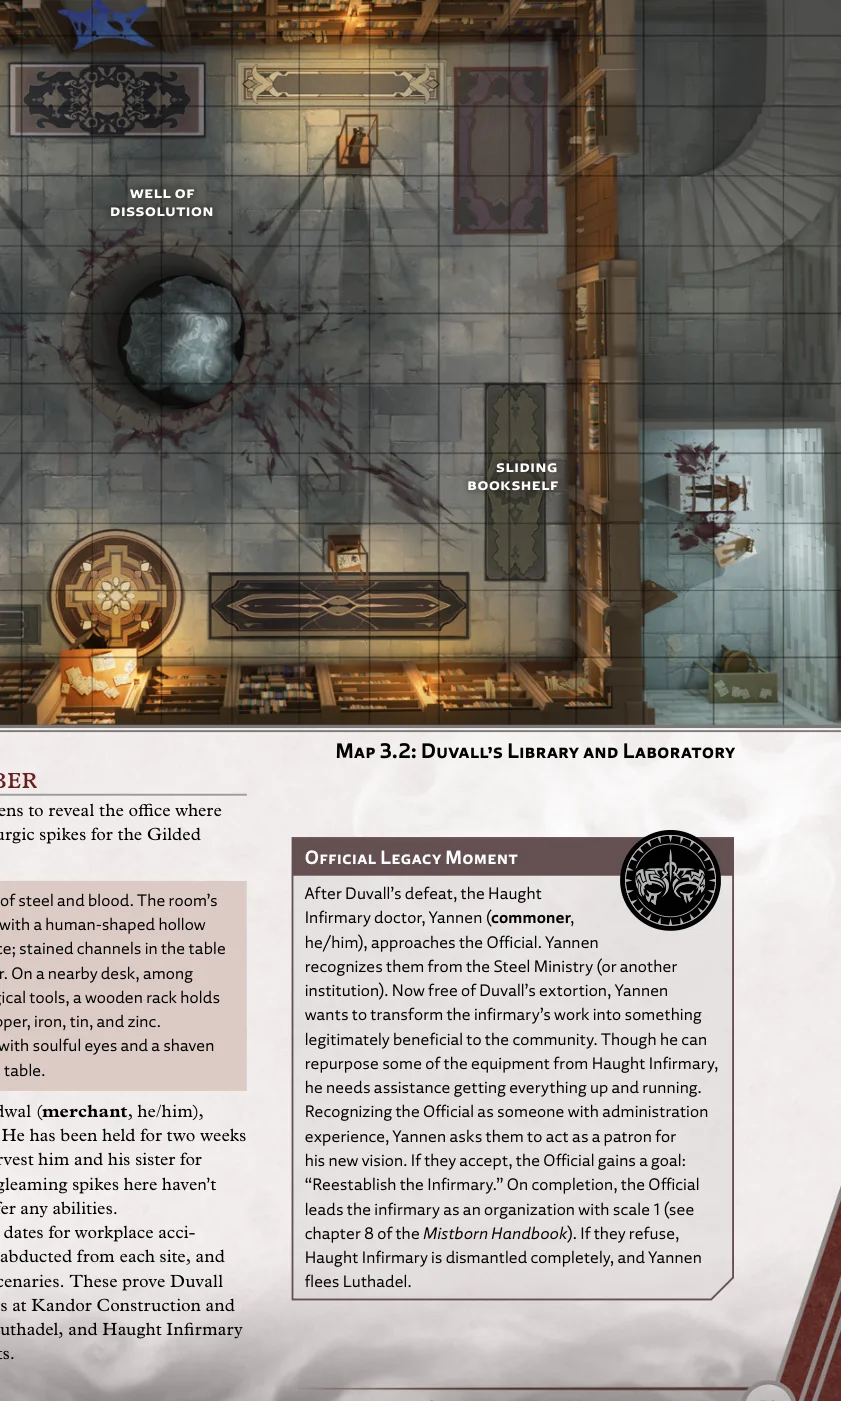 WELL OF
DISSOLUTION
SLIDING
BOOKSHELF
MAP 3.2: DUVALL'S LIBRARY AND LABORATORY
BER
ens to reveal the office where
urgic spikes for the Gilded
of steel and blood. The room's
with a human-shaped hollow
ce; stained channels in the table
r. On a nearby desk, among
gical tools, a wooden rack holds
pper, iron, tin, and zinc.
with soulful eyes and a shaven
table.
dwal (merchant, he/him),
He has been held for two weeks
rvest him and his sister for
gleaming spikes here haven't
fer any abilities.
dates for workplace acci-
abducted from each site, and
cenaries. These prove Duvall
s at Kandor Construction and
uthadel, and Haught Infirmary
ts.
OFFICIAL LEGACY MOMENT
After Duvall's defeat, the Haught
Infirmary doctor, Yannen (commoner,
he/him), approaches the Official. Yannen
recognizes them from the Steel Ministry (or another
institution). Now free of Duvall's extortion, Yannen
wants to transform the infirmary's work into something
legitimately beneficial to the community. Though he can
repurpose some of the equipment from Haught Infirmary,
he needs assistance getting everything up and running.
Recognizing the Official as someone with administration
experience, Yannen asks them to act as a patron for
his new vision. If they accept, the Official gains a goal:
“Reestablish the Infirmary.” On completion, the Official
leads the infirmary as an organization with scale 1 (see
chapter 8 of the Mistborn Handbook). If they refuse,
Haught Infirmary is dismantled completely, and Yannen
flees Luthadel.